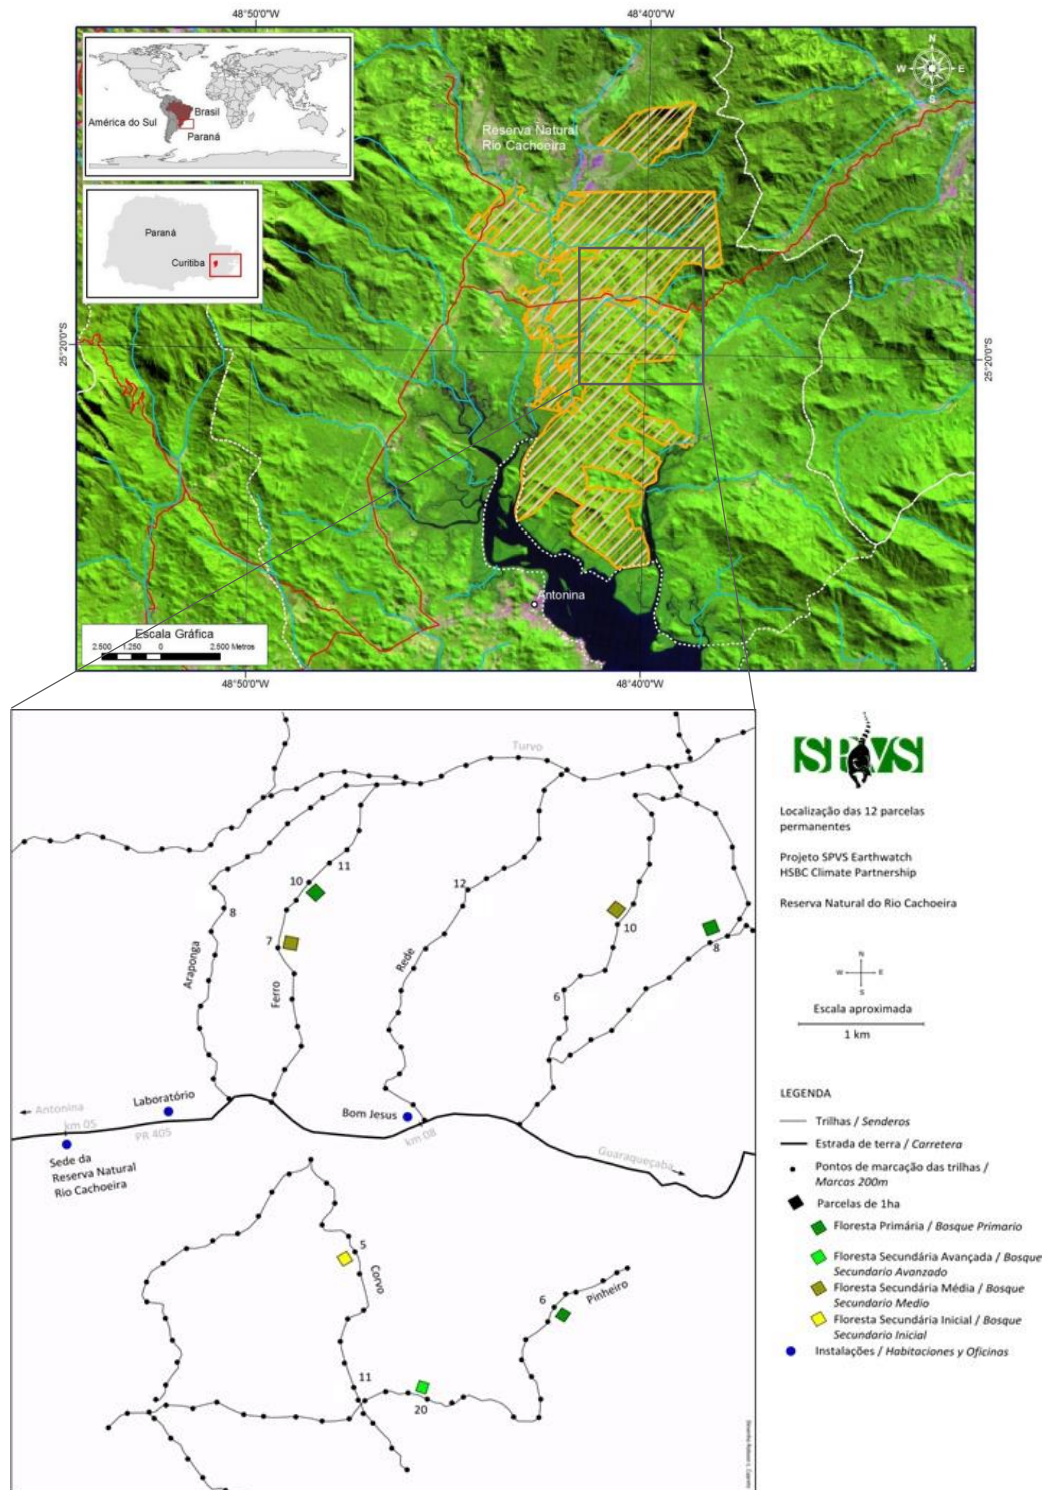 48°50'0"W
48°40'0"W
N
W
E
S
Reserva Natural
Rio Cachoeira
América do Sul
Brasil
Paraná
Paraná
Curitiba
25°20'0"S
25°20'0"S
Antonina
Escala Gráfica
2.500 1.250 0 2.500 Metros
48°50'0"W
48°40'0"W
SPVS
Localização das 12 parcelas
permanentes
Projeto SPVS Earthwatch
HSBC Climate Partnership
Reserva Natural do Rio Cachoeira
N
W
E
S
Escala aproximada
1 km
LEGENDA
Trilhas / Senderos
Estrada de terra / Carretera
Pontos de marcação das trilhas /
Marcas 200m
Parcelas de 1ha
Floresta Primária / Bosque Primario
Floresta Secundária Avançada / Bosque
Secundario Avanzado
Floresta Secundária Média / Bosque
Secundario Medio
Floresta Secundária Inicial / Bosque
Secundario Inicial
Instalações / Habitaciones y Oficinas
Turvo
11
10
12
8
7
10
8
6
Araponga
Ferro
Rede
Laboratório
Bom Jesus
Antonina
km 05
PR 405
km 08
Guaraqueçaba
Sede da
Reserva Natural
Rio Cachoeira
5
Corvo
6
Pinheiro
11
20